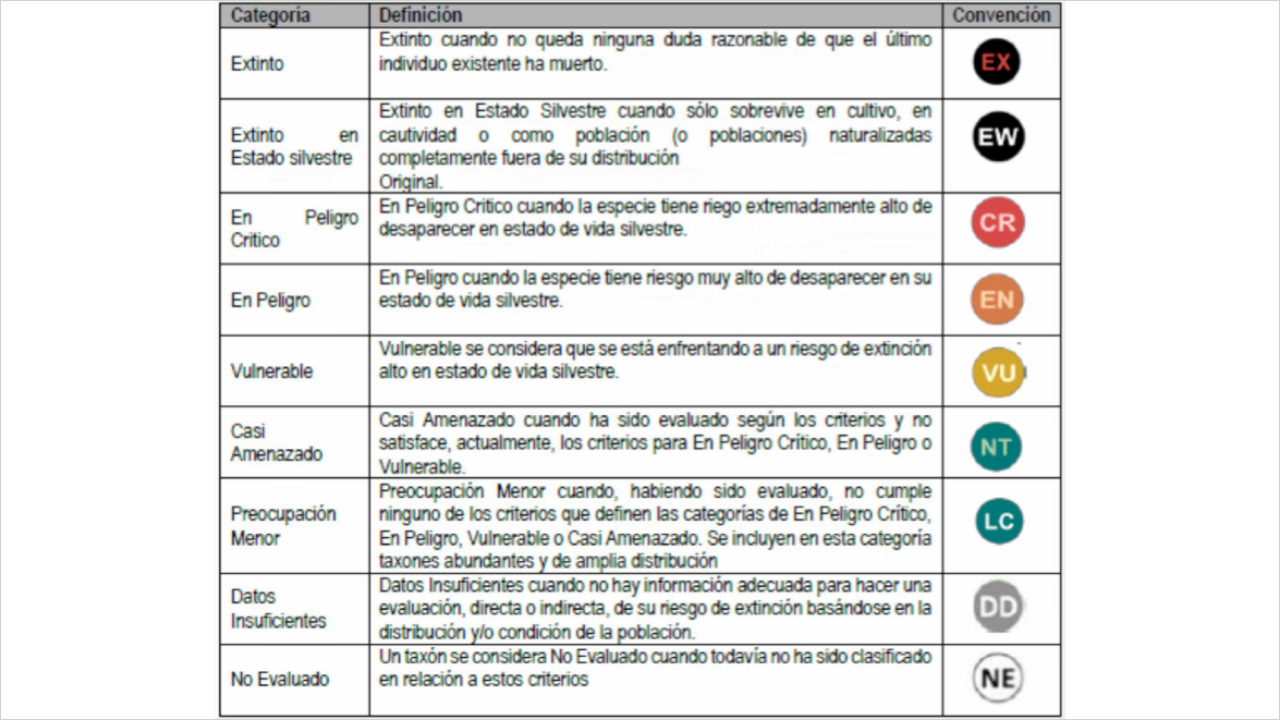 Categoría Definición Convención
Extinto cuando no queda ninguna duda razonable de que el último
Extinto individuo existente ha muerto. EX
Extinto en Estado Silvestre cuando sólo sobrevive en cultivo, en
Extinto en cautividad o como población (o poblaciones) naturalizadas EW
Estado silvestre completamente fuera de su distribución
Original.
En Peligro Critico cuando la especie tiene riego extremadamente alto de
En Peligro desaparecer en estado de vida silvestre. CR
Critico
En Peligro cuando la especie tiene riesgo muy alto de desaparecer en su
En Peligro estado de vida silvestre. EN
Vulnerable se considera que se está enfrentando a un riesgo de extinción
Vulnerable alto en estado de vida silvestre. VU
Casi Amenazado cuando ha sido evaluado según los criterios y no
Casi satisface, actualmente, los criterios para En Peligro Crítico, En Peligro o NT
Amenazado Vulnerable.
Preocupación Menor cuando, habiendo sido evaluado, no cumple
Preocupación ninguno de los criterios que definen las categorías de En Peligro Crítico, LC
Menor En Peligro, Vulnerable o Casi Amenazado. Se incluyen en esta categoría
taxones abundantes y de amplia distribución
Datos Insuficientes cuando no hay información adecuada para hacer una
Datos evaluación, directa o indirecta, de su riesgo de extinción basándose en la DD
Insuficientes distribución y/o condición de la población.
Un taxón se considera No Evaluado cuando todavía no ha sido clasificado
No Evaluado en relación a estos criterios NE